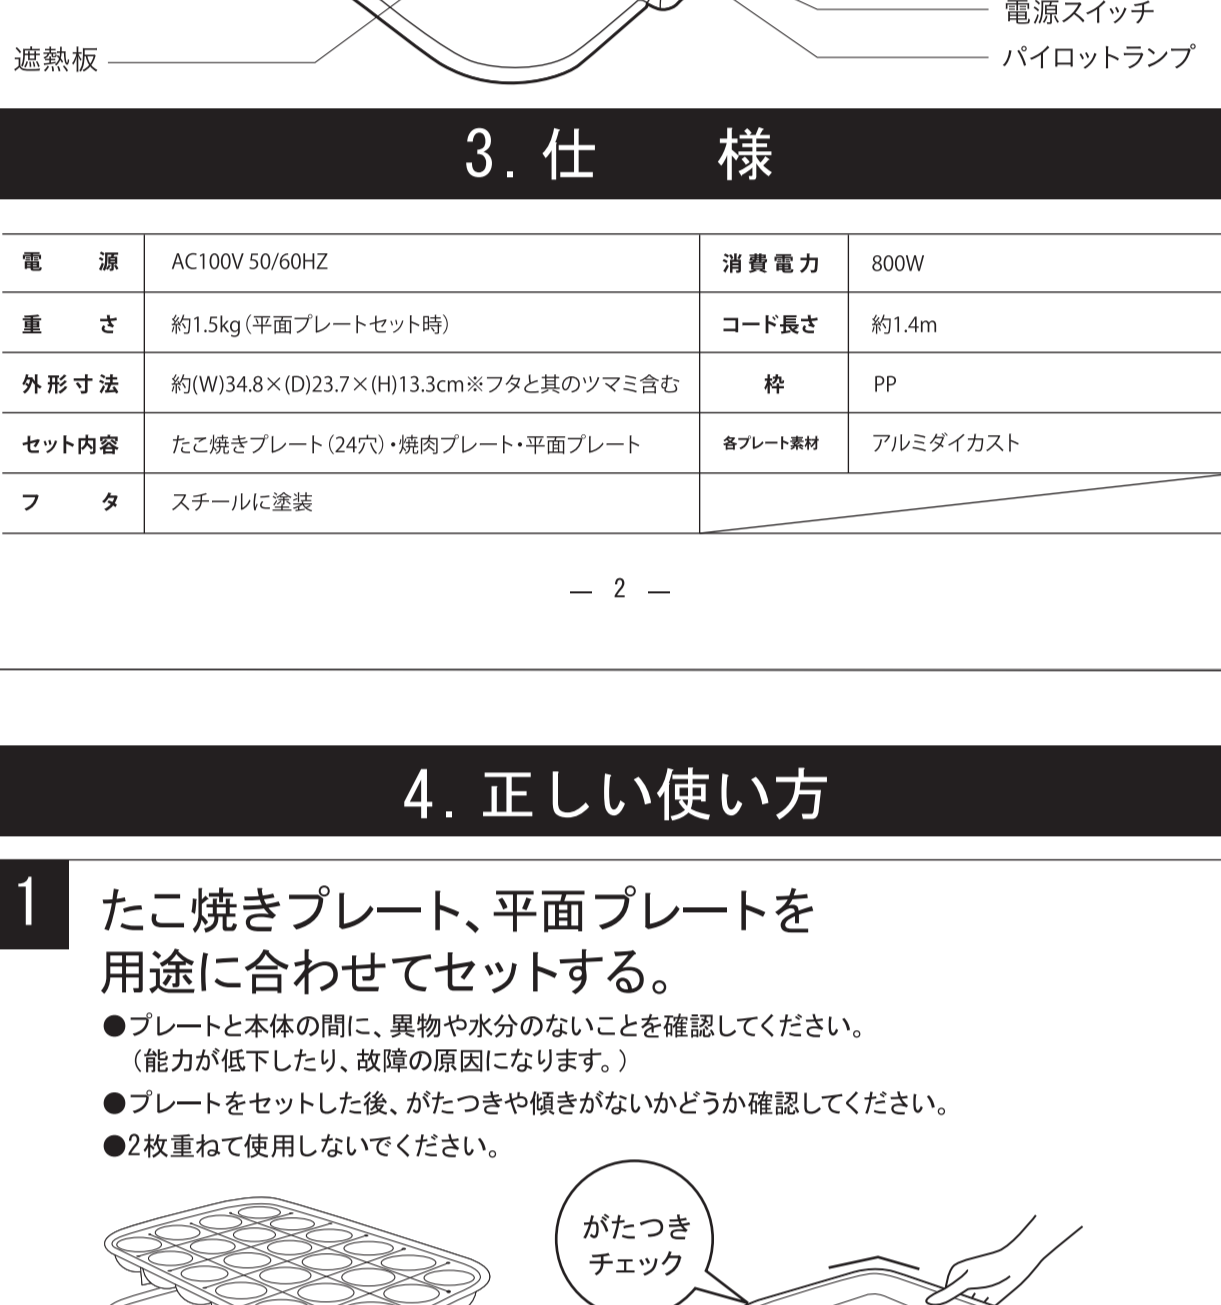 電源スイッチ
遮熱板
パイロットランプ
3. 仕 様
電 源 AC100V 50/60HZ 消費電力 800W
重 さ 約1.5kg（平面プレートセット時） コード長さ 約1.4m
外形寸法 約(W)34.8×(D)23.7×(H)13.3cm※フタと其のツマミ含む 枠 PP
セット内容 たこ焼きプレート（24穴）・焼肉プレート・平面プレート 各プレート素材 アルミダイカスト
フ タ スチールに塗装
— 2 —
4. 正しい使い方
1 たこ焼きプレート、平面プレートを
用途に合わせてセットする。
●プレートと本体の間に、異物や水分のないことを確認してください。
（能力が低下したり、故障の原因になります。）
●プレートをセットした後、がたつきや傾きがないかどうか確認してください。
●2枚重ねて使用しないでください。
がたつき
チェック